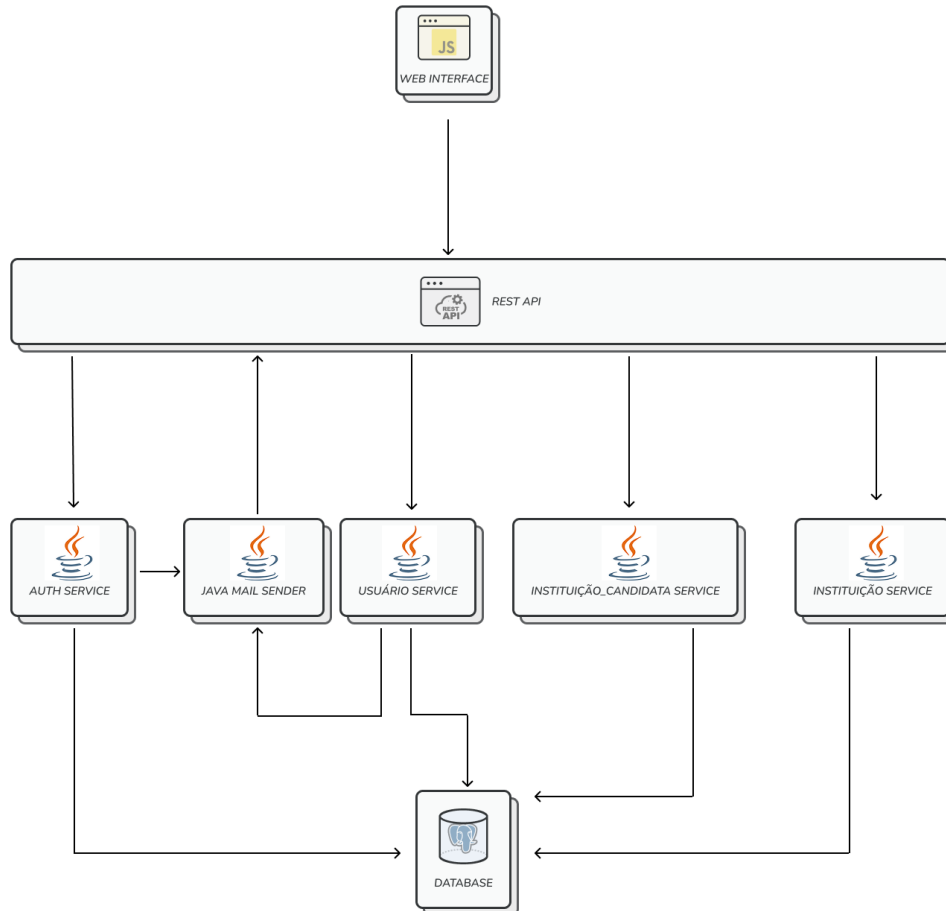 JS
WEB INTERFACE
REST
API
REST API
AUTH SERVICE
JAVA MAIL SENDER
USUÁRIO SERVICE
INSTITUIÇÃO_CANDIDATA SERVICE
INSTITUIÇÃO SERVICE
DATABASE